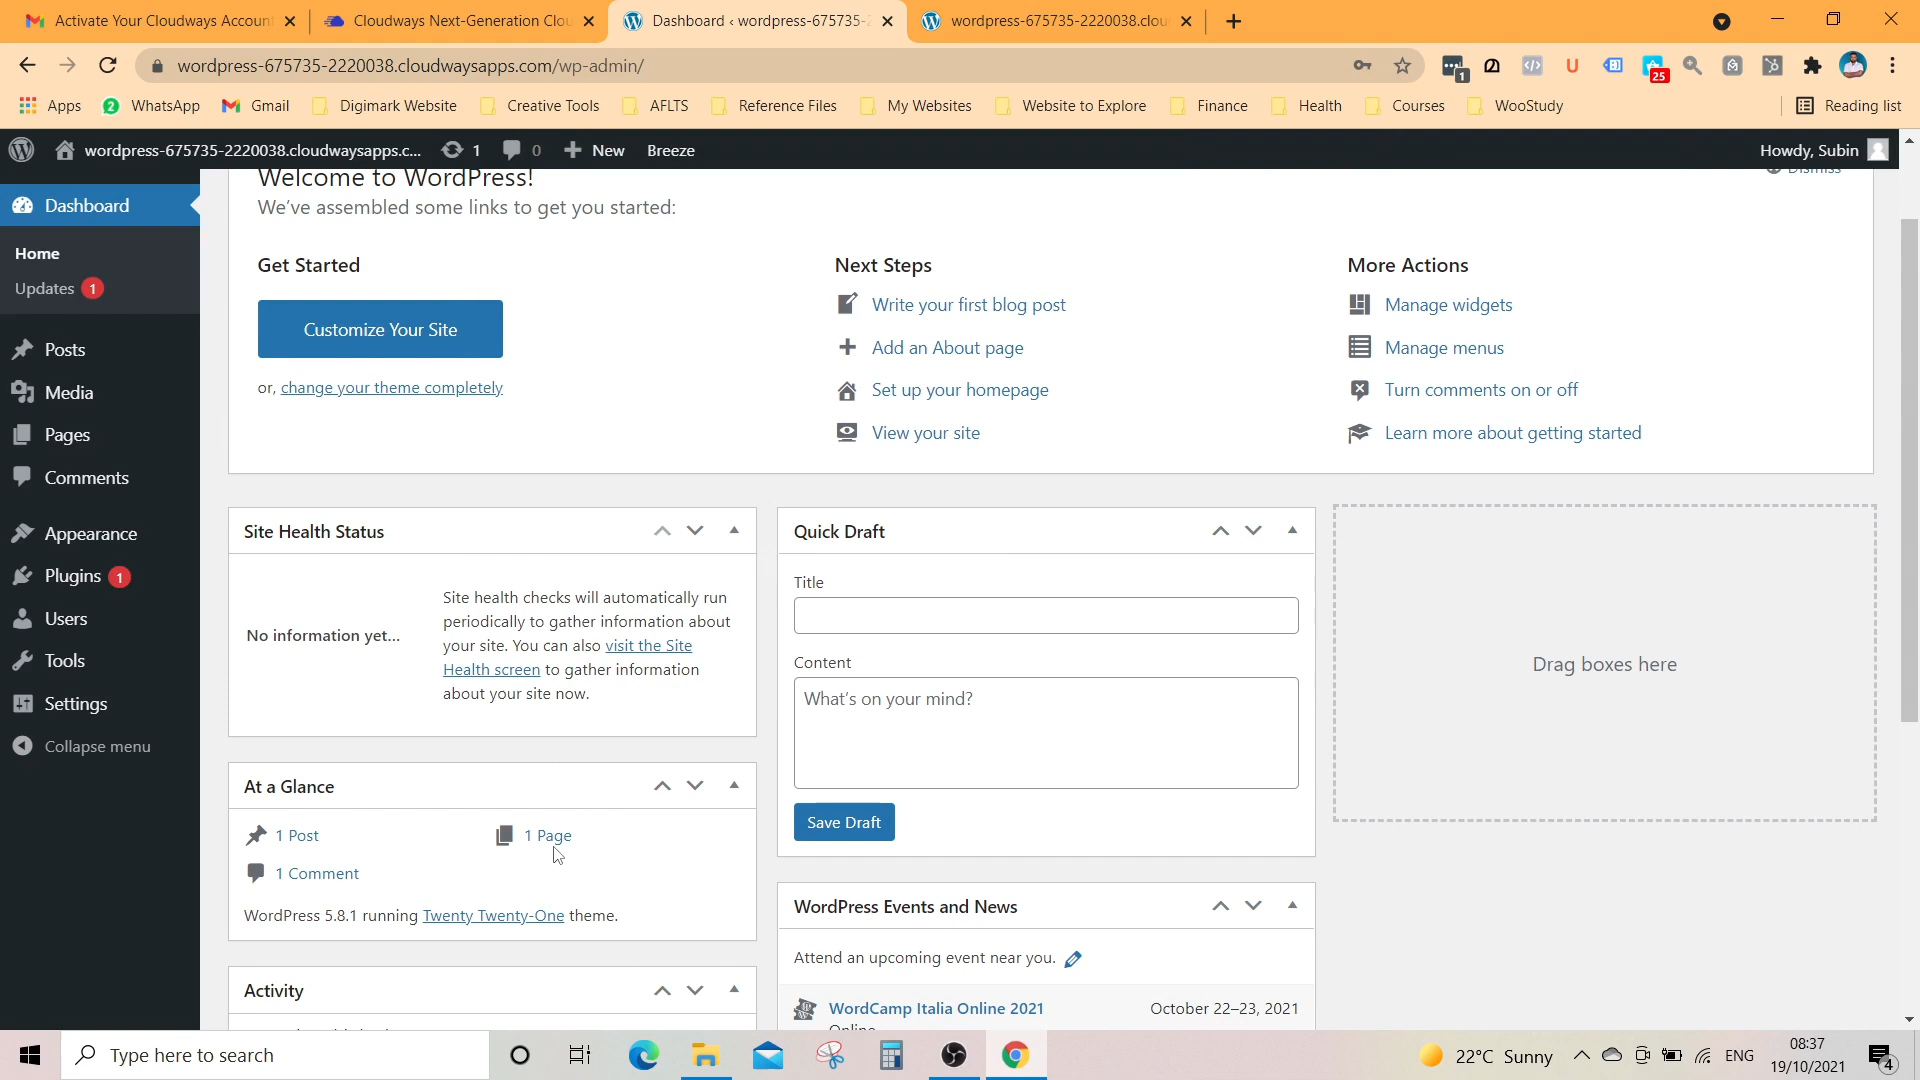 Activate Your Cloudways Account
Cloudways Next-Generation Clou
Dashboard ‹ wordpress-675735-2
wordpress-675735-2220038.clou
wordpress-675735-2220038.cloudwaysapps.com/wp-admin/
1
25
Apps
2
WhatsApp
Gmail
Digimark Website
Creative Tools
AFLTS
Reference Files
My Websites
Website to Explore
Finance
Health
Courses
WooStudy
Reading list
wordpress-675735-2220038.cloudwaysapps.c...
1
0
New
Breeze
Howdy, Subin
Dashboard
Home
Updates 1
Posts
Media
Pages
Comments
Appearance
Plugins 1
Users
Tools
Settings
Collapse menu
Welcome to WordPress!
Dismiss
We've assembled some links to get you started:
Get Started
Customize Your Site
or, change your theme completely
Next Steps
Write your first blog post
Add an About page
Set up your homepage
View your site
More Actions
Manage widgets
Manage menus
Turn comments on or off
Learn more about getting started
Site Health Status
No information yet...
Site health checks will automatically run
periodically to gather information about
your site. You can also visit the Site
Health screen to gather information
about your site now.
At a Glance
1 Post
1 Page
1 Comment
WordPress 5.8.1 running Twenty Twenty-One theme.
Activity
Quick Draft
Title
Content
What's on your mind?
Save Draft
WordPress Events and News
Attend an upcoming event near you.
WordCamp Italia Online 2021
October 22–23, 2021
Online
Drag boxes here
Type here to search
22°C Sunny
ENG
08:37
19/10/2021
4